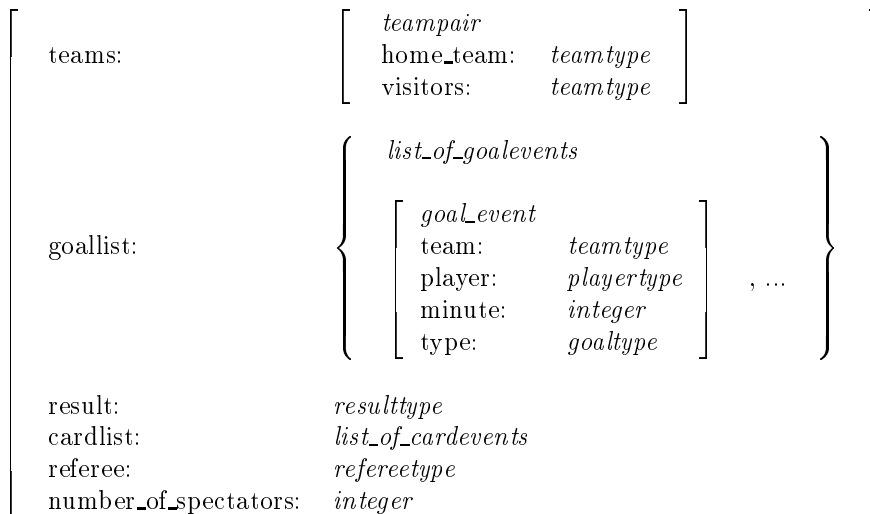 teampair
teams: home_team: teamtype
visitors: teamtype
list_of_goalevents
goal_event
team: teamtype
goallist: player: playertype , ...
minute: integer
type: goaltype
result: resulttype
cardlist: list_of_cardevents
referee: refereetype
number_of_spectators: integer